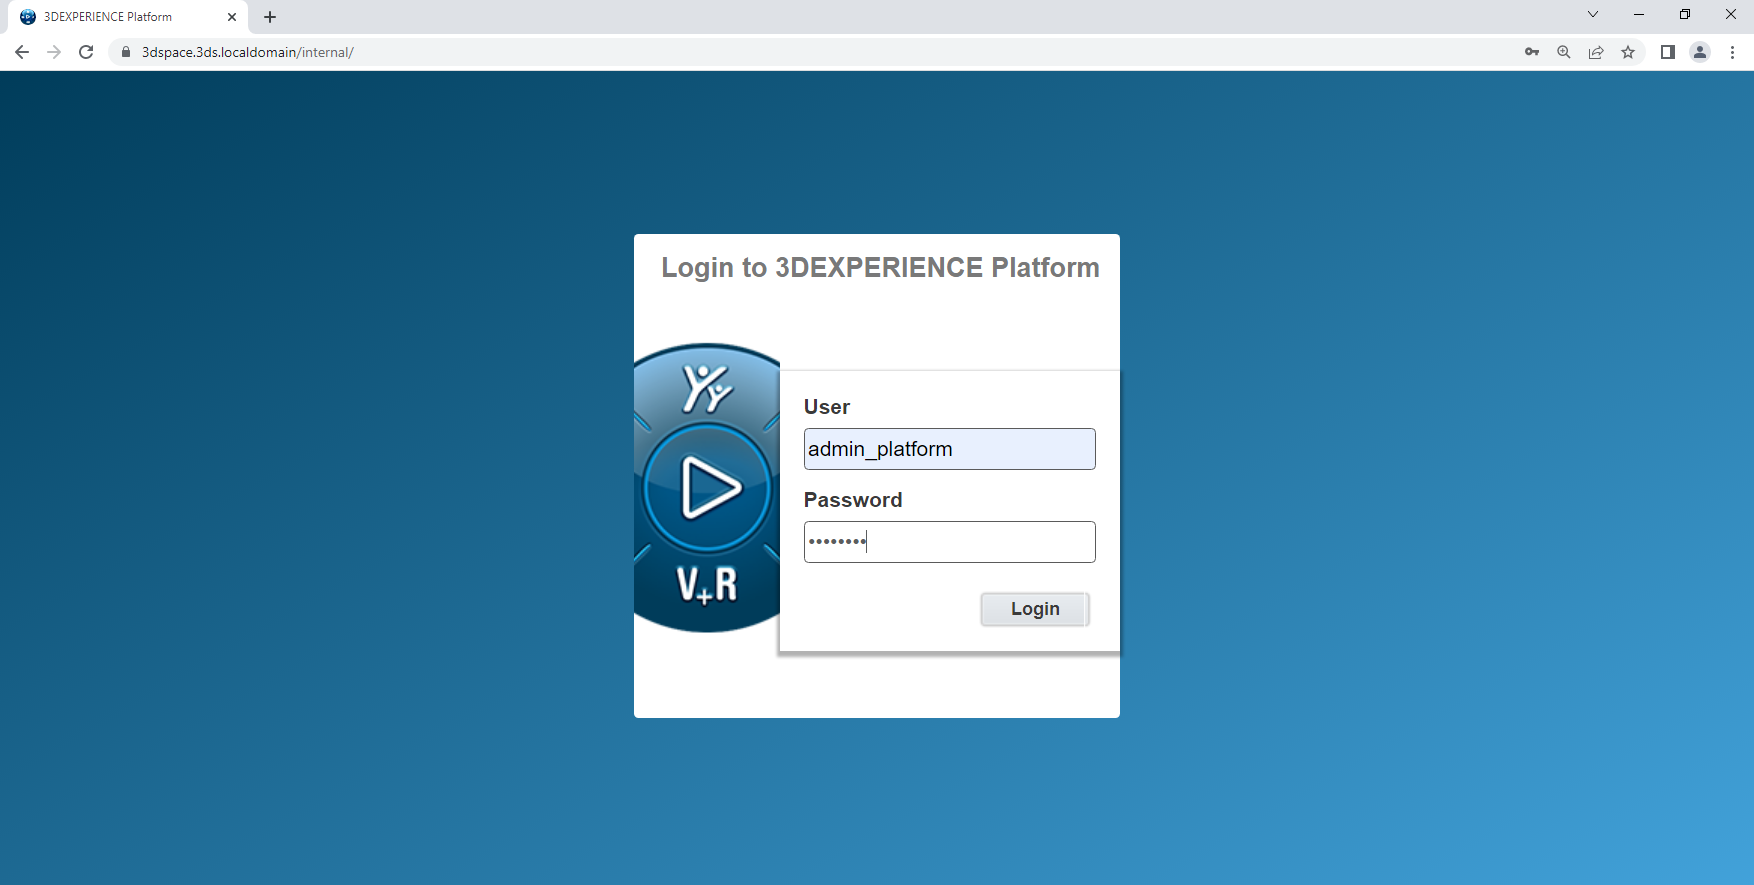 3DEXPERIENCE Platform
3dspace.3ds.localdomain/internal/
Login to 3DEXPERIENCE Platform
User
admin_platform
Password
••••••••
Login
V+R